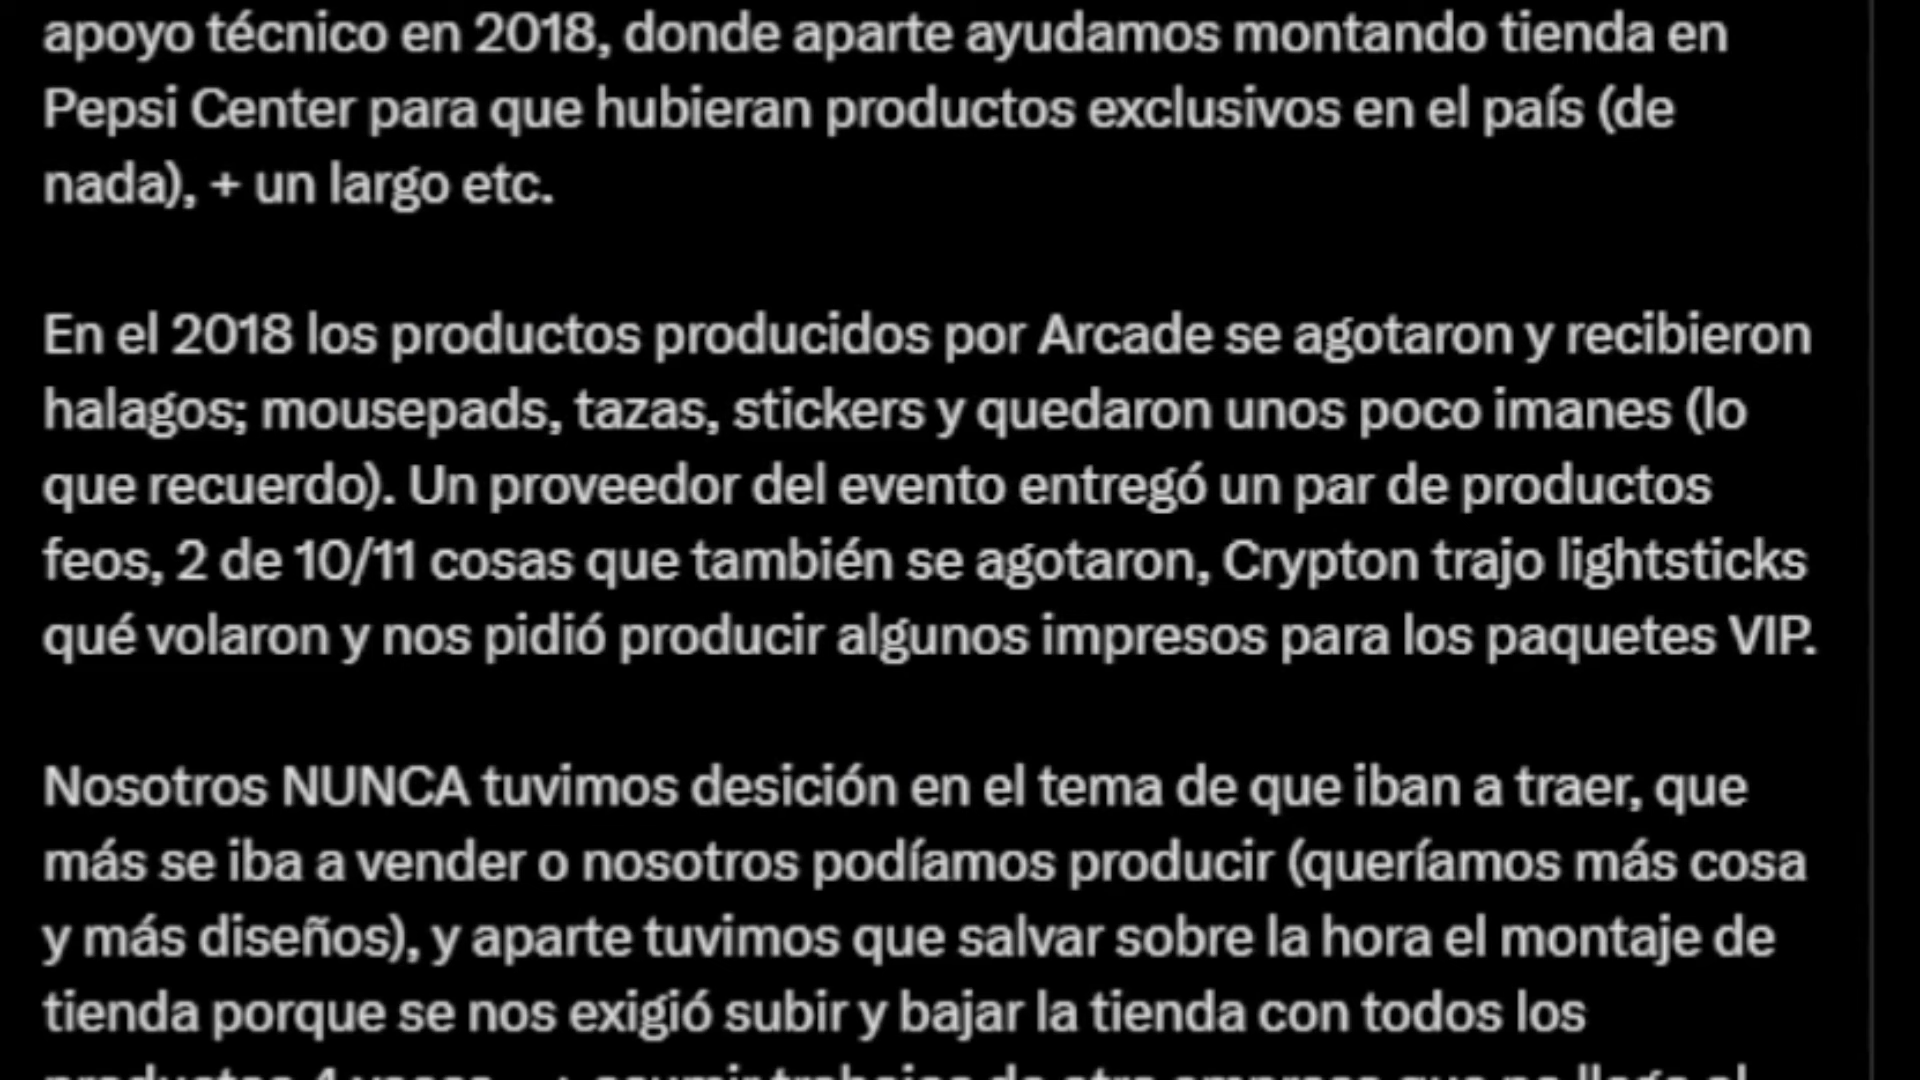 apoyo técnico en 2018, donde aparte ayudamos montando tienda en
Pepsi Center para que hubieran productos exclusivos en el país (de
nada), + un largo etc.
En el 2018 los productos producidos por Arcade se agotaron y recibieron
halagos; mousepads, tazas, stickers y quedaron unos poco imanes (lo
que recuerdo). Un proveedor del evento entregó un par de productos
feos, 2 de 10/11 cosas que también se agotaron, Crypton trajo lightsticks
qué volaron y nos pidió producir algunos impresos para los paquetes VIP.
Nosotros NUNCA tuvimos desición en el tema de que iban a traer, que
más se iba a vender o nosotros podíamos producir (queríamos más cosa
y más diseños), y aparte tuvimos que salvar sobre la hora el montaje de
tienda porque se nos exigió subir y bajar la tienda con todos los